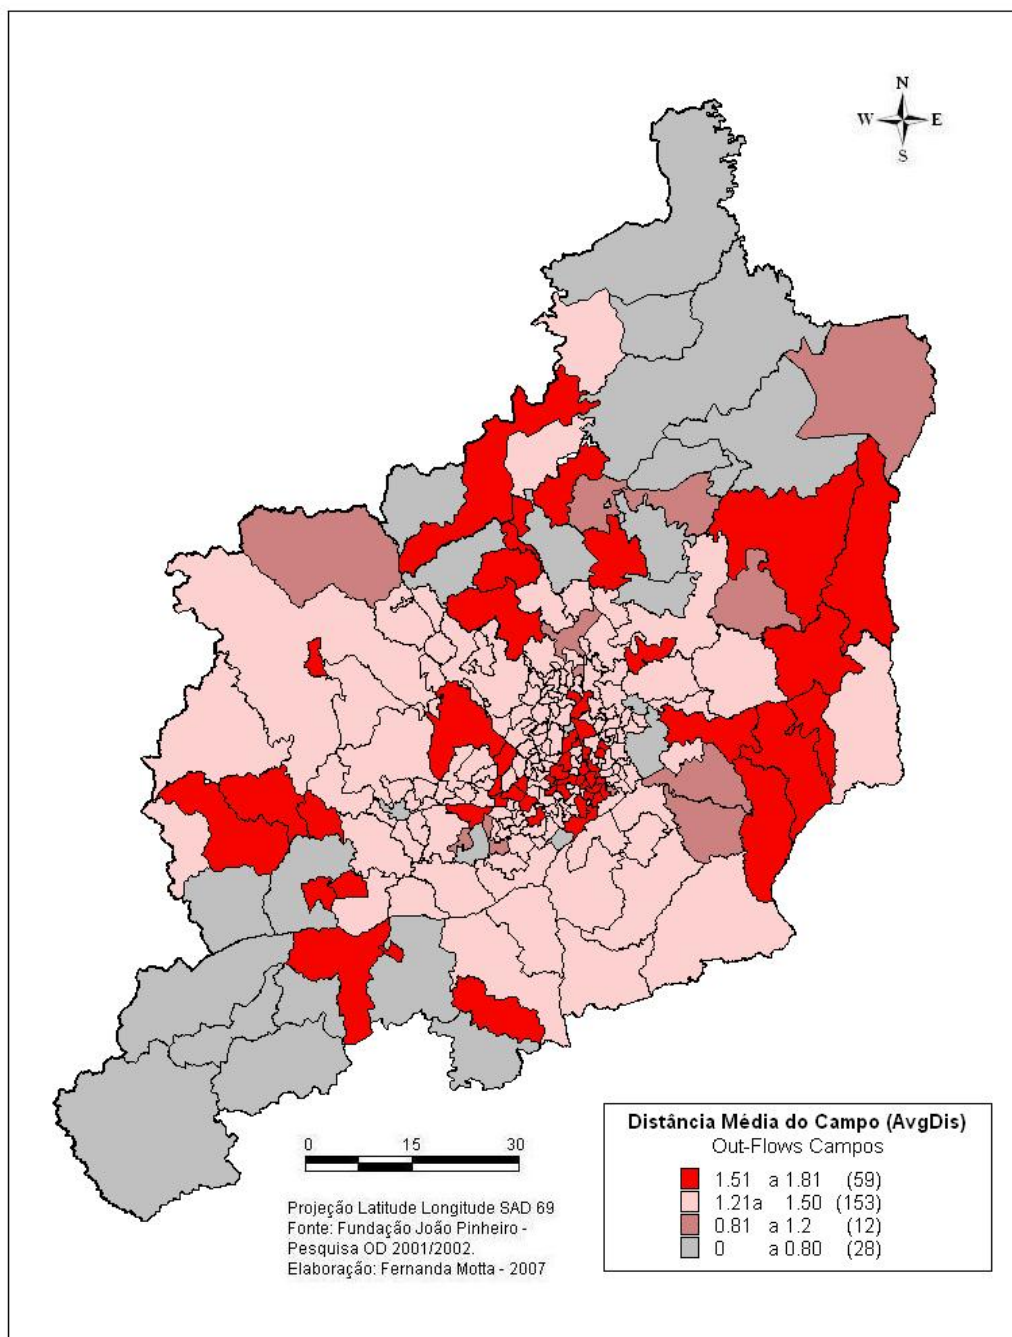 N
W E
S
Distância Média do Campo (AvgDis)
Out-Flows Campos
1.51 a 1.81 (59)
1.21a 1.50 (153)
0.81 a 1.2 (12)
0 a 0.80 (28)
0 15 30
Projeção Latitude Longitude SAD 69
Fonte: Fundação João Pinheiro -
Pesquisa OD 2001/2002.
Elaboração: Fernanda Motta - 2007